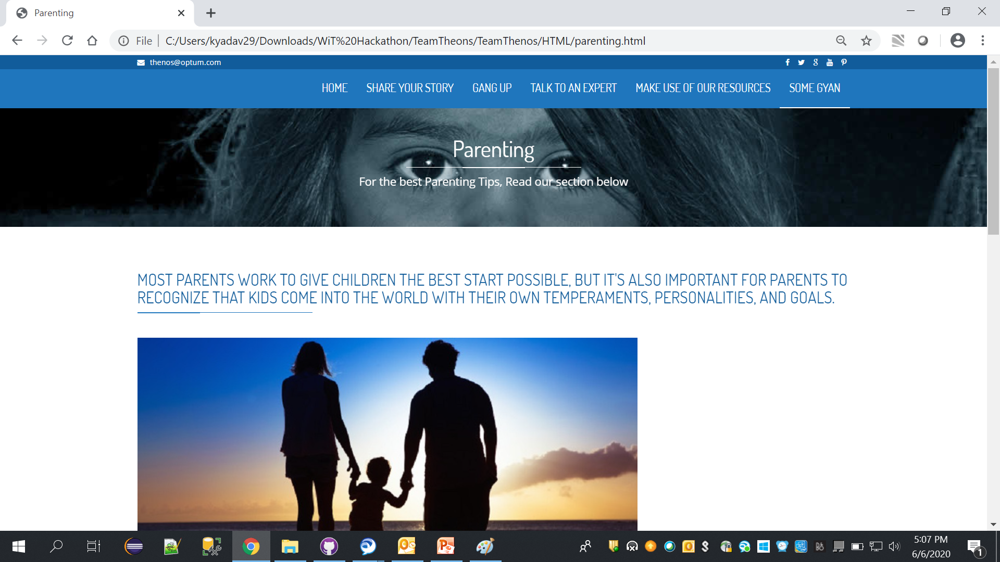 Parenting
File
C:/Users/kyadav29/Downloads/WiT%20Hackathon/TeamTheons/TeamThenos/HTML/parenting.html
thenos@optum.com
HOME SHARE YOUR STORY GANG UP TALK TO AN EXPERT MAKE USE OF OUR RESOURCES SOME GYAN
Parenting
For the best Parenting Tips, Read our section below
MOST PARENTS WORK TO GIVE CHILDREN THE BEST START POSSIBLE, BUT IT'S ALSO IMPORTANT FOR PARENTS TO
RECOGNIZE THAT KIDS COME INTO THE WORLD WITH THEIR OWN TEMPERAMENTS, PERSONALITIES, AND GOALS.
5:07 PM
6/6/2020
1